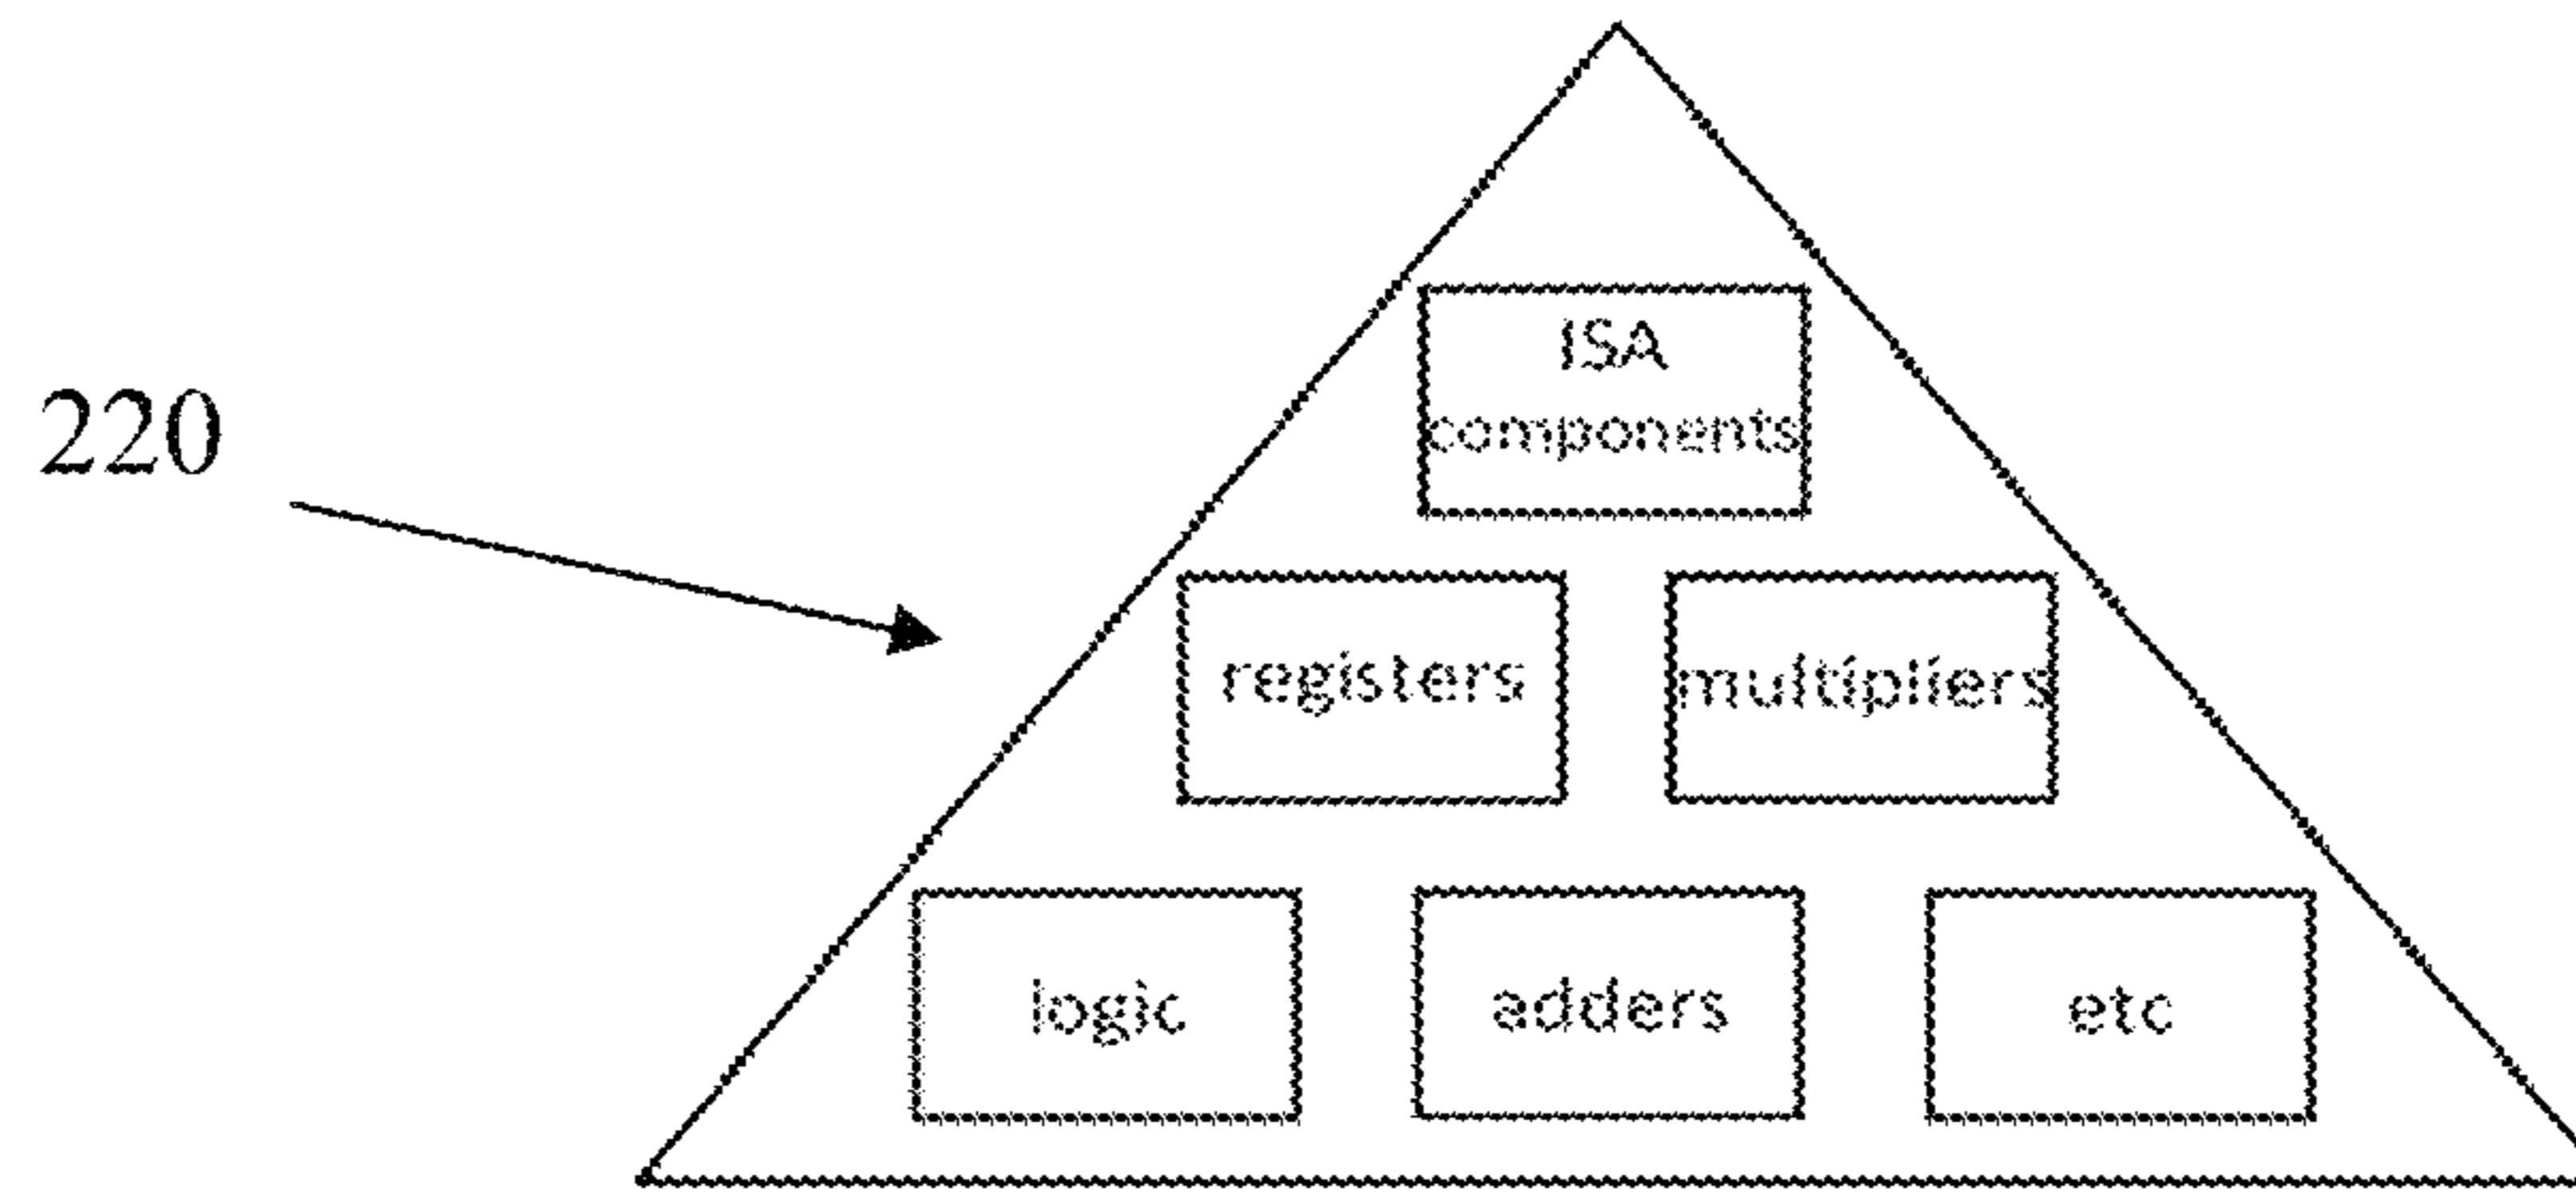 220
ISA
components
registers
multipliers
logic
adders
etc